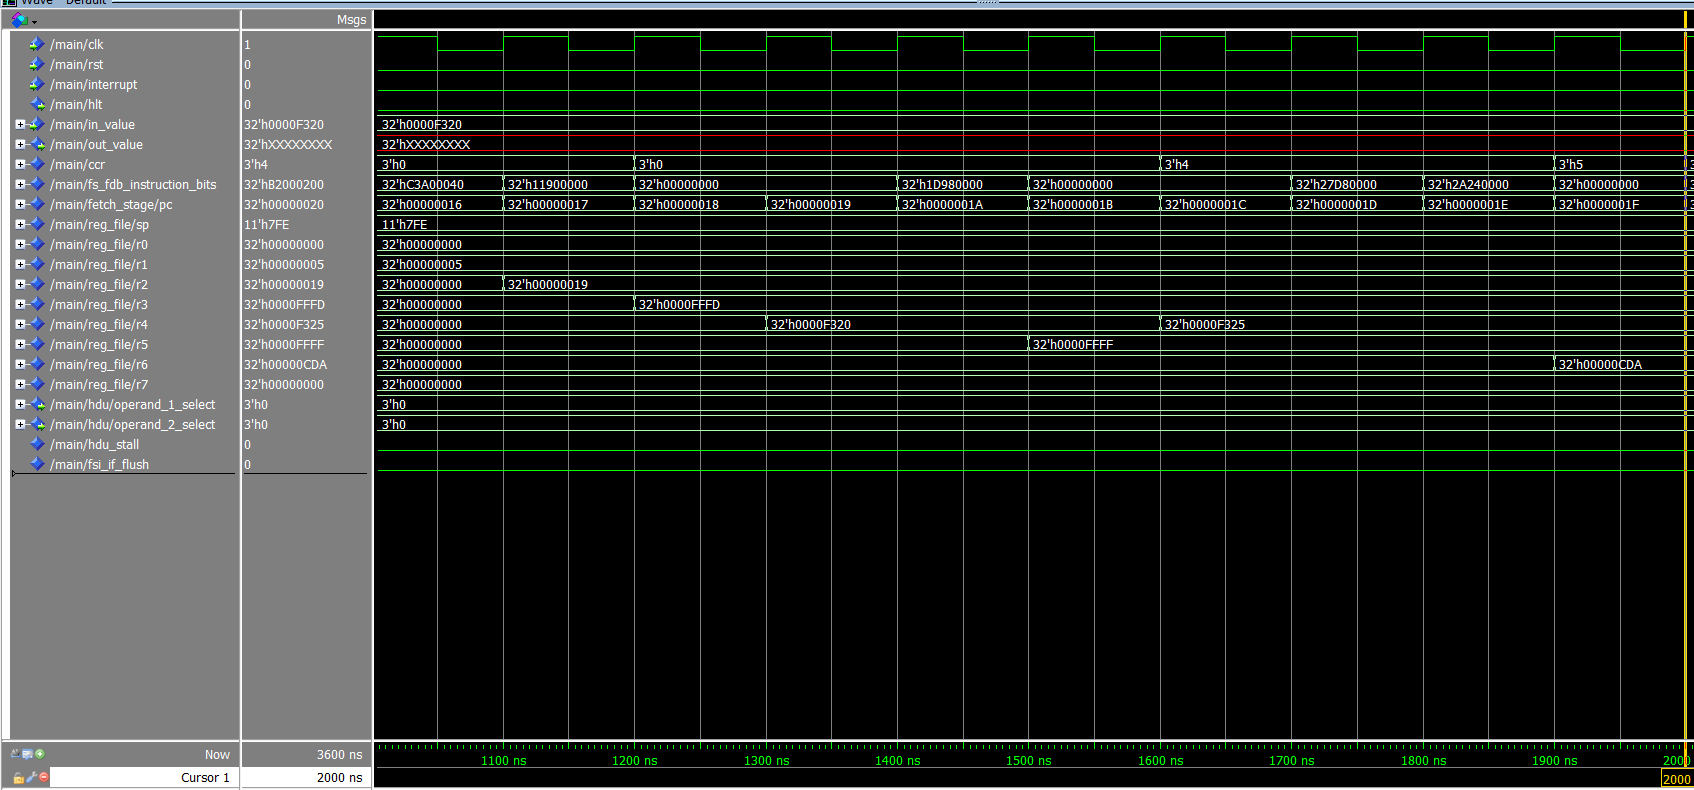 Wave Default
Msgs
/main/clk 1
/main/rst 0
/main/interrupt 0
/main/hlt 0
/main/in_value 32'h0000F320 32'h0000F320
/main/out_value 32'hXXXXXXXX 32'hXXXXXXXX
/main/ccr 3'h4 3'h0 3'h0 3'h4 3'h5 3
/main/fs_fdb_instruction_bits 32'hB2000200 32'hC3A00040 32'h11900000 32'h00000000 32'h1D980000 32'h00000000 32'h27D80000 32'h2A240000 32'h00000000 3
/main/fetch_stage/pc 32'h00000020 32'h00000016 32'h00000017 32'h00000018 32'h00000019 32'h0000001A 32'h0000001B 32'h0000001C 32'h0000001D 32'h0000001E 32'h0000001F 3
/main/reg_file/sp 11'h7FE 11'h7FE
/main/reg_file/r0 32'h00000000 32'h00000000
/main/reg_file/r1 32'h00000005 32'h00000005
/main/reg_file/r2 32'h00000019 32'h00000000 32'h00000019
/main/reg_file/r3 32'h0000FFFD 32'h00000000 32'h0000FFFD
/main/reg_file/r4 32'h0000F325 32'h00000000 32'h0000F320 32'h0000F325
/main/reg_file/r5 32'h0000FFFF 32'h00000000 32'h0000FFFF
/main/reg_file/r6 32'h00000CDA 32'h00000000 32'h00000CDA
/main/reg_file/r7 32'h00000000 32'h00000000
/main/hdu/operand_1_select 3'h0 3'h0
/main/hdu/operand_2_select 3'h0 3'h0
/main/hdu_stall 0
/main/fsi_if_flush 0
Now 3600 ns 1100 ns 1200 ns 1300 ns 1400 ns 1500 ns 1600 ns 1700 ns 1800 ns 1900 ns 2000
Cursor 1 2000 ns 2000